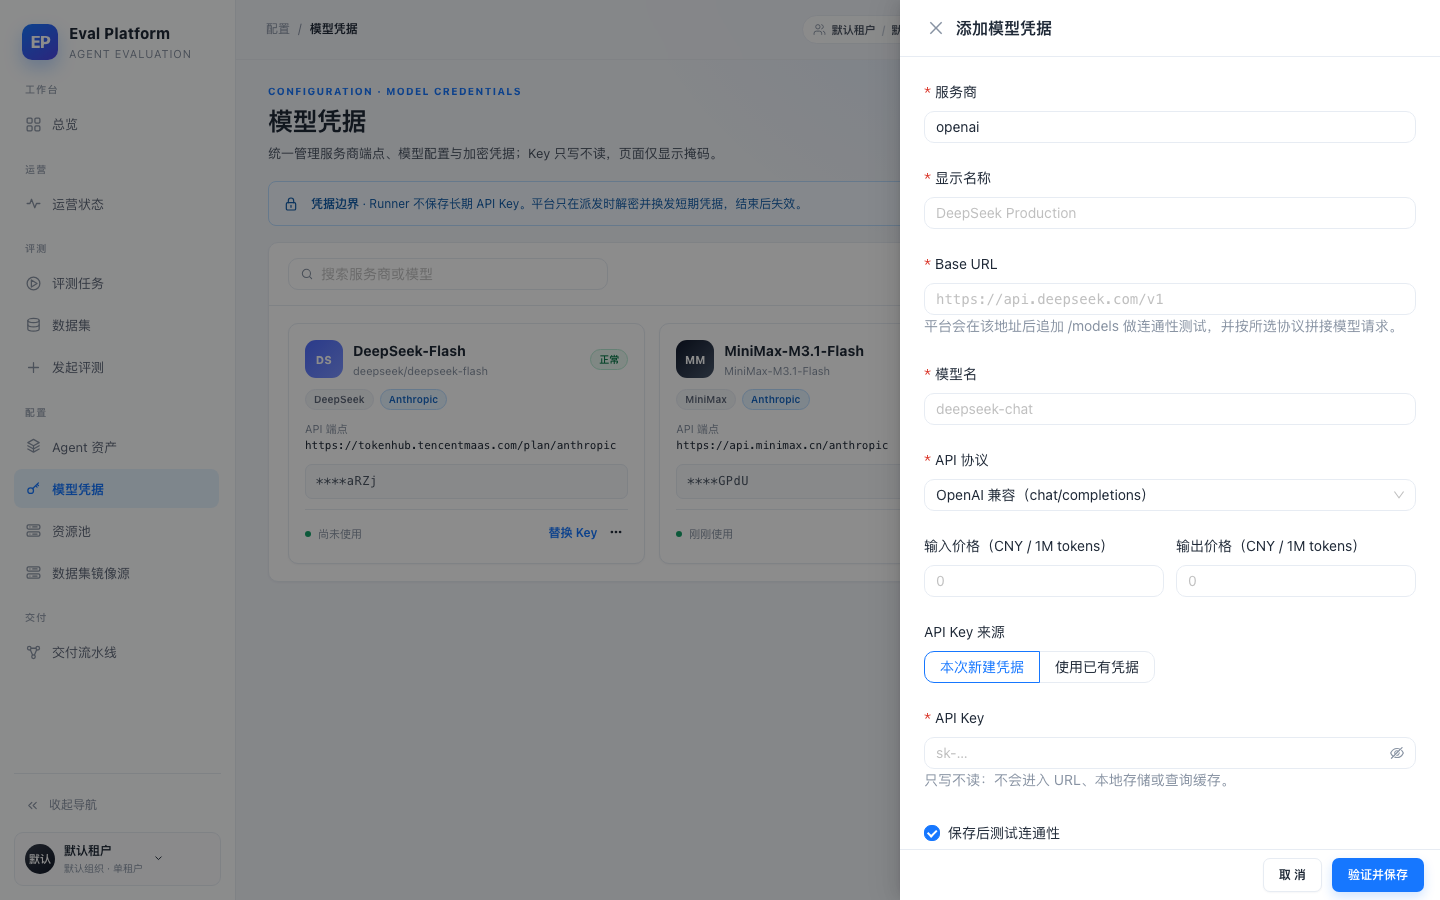 EP
Eval Platform
AGENT EVALUATION
工作台
总览
运营
运营状态
评测
评测任务
数据集
发起评测
配置
Agent 资产
模型凭据
资源池
数据集镜像源
交付
交付流水线
收起导航
默认
默认租户
默认组织 · 单租户
配置 / 模型凭据
默认租户 /
CONFIGURATION · MODEL CREDENTIALS
模型凭据
统一管理服务商端点、模型配置与加密凭据；Key 只写不读，页面仅显示掩码。
凭据边界 · Runner 不保存长期 API Key。平台只在派发时解密并换发短期凭据，结束后失效。
搜索服务商或模型
DS
DeepSeek-Flash
deepseek/deepseek-flash
正常
DeepSeek
Anthropic
API 端点
https://tokenhub.tencentmaas.com/plan/anthropic
****aRZj
尚未使用
替换 Key
MM
MiniMax-M3.1-Flash
MiniMax-M3.1-Flash
MiniMax
Anthropic
API 端点
https://api.minimax.cn/anthropic
****GPdU
刚刚使用
添加模型凭据
* 服务商
openai
* 显示名称
DeepSeek Production
* Base URL
https://api.deepseek.com/v1
平台会在该地址后追加 /models 做连通性测试，并按所选协议拼接模型请求。
* 模型名
deepseek-chat
* API 协议
OpenAI 兼容（chat/completions）
输入价格（CNY / 1M tokens）
0
输出价格（CNY / 1M tokens）
0
API Key 来源
本次新建凭据
使用已有凭据
* API Key
sk-...
只写不读：不会进入 URL、本地存储或查询缓存。
保存后测试连通性
取 消
验证并保存